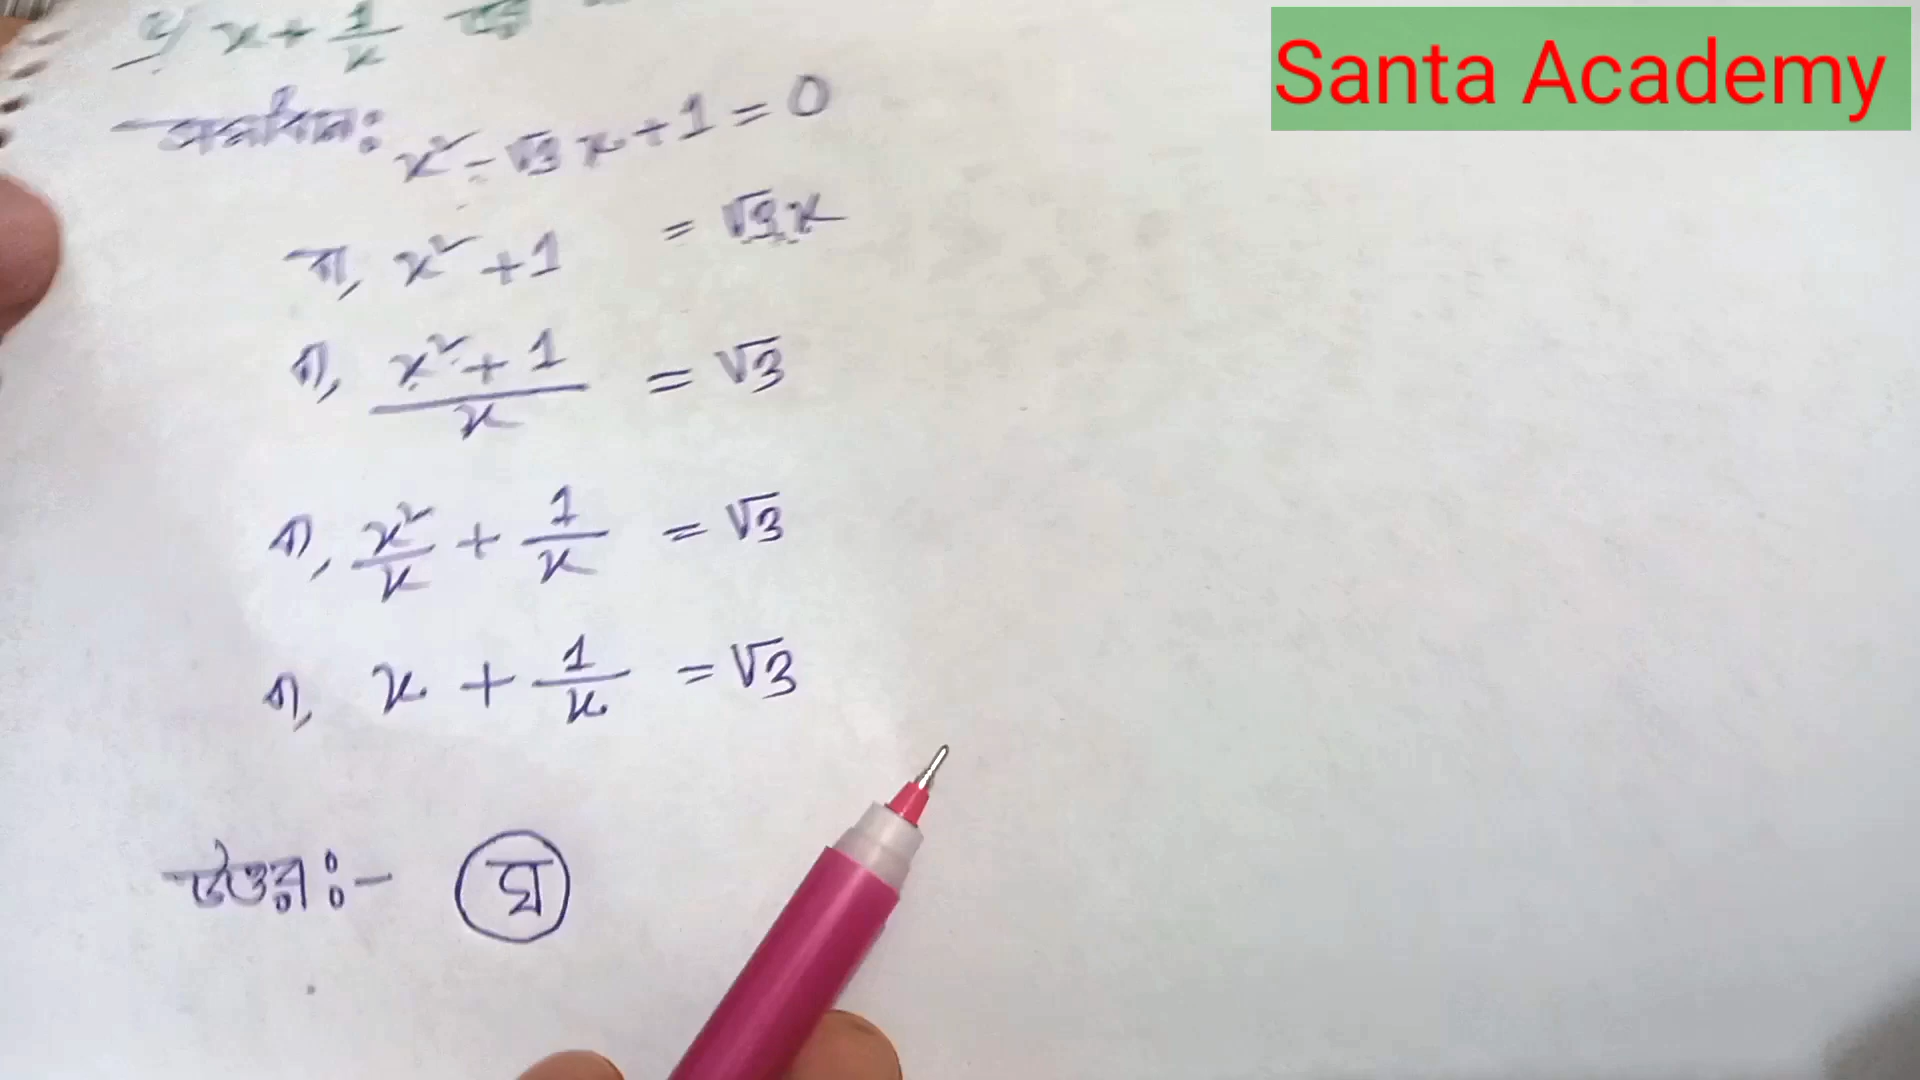 Santa Academy
x + 1/x
সমাধান: x² - √3x + 1 = 0
বা, x² + 1 = √3x
বা, (x² + 1)/x = √3
বা, x²/x + 1/x = √3
বা, x + 1/x = √3
উত্তর:- ঘ